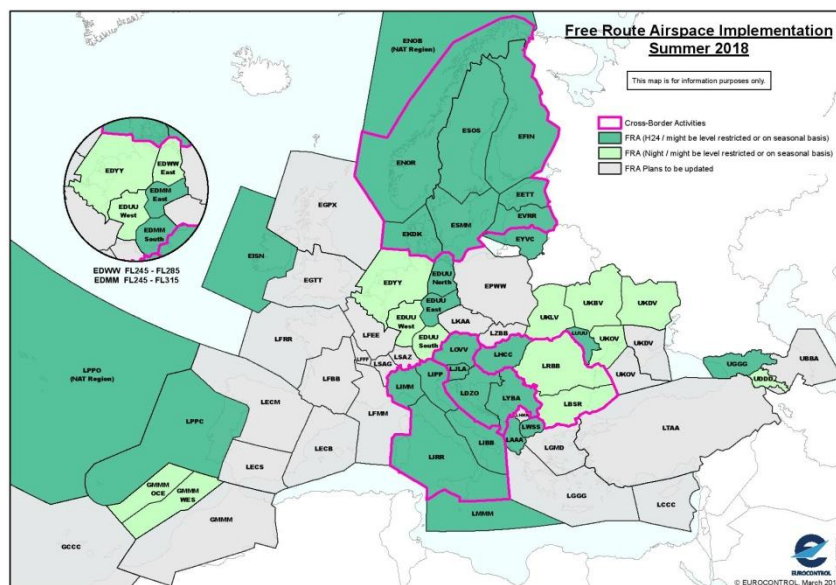 Free Route Airspace Implementation
Summer 2018
This map is for information purposes only.
Cross-Border Activities
FRA (H24 / might be level restricted or on seasonal basis)
FRA (Night / might be level restricted or on seasonal basis)
FRA Plans to be updated
ENOB
(NAT Region)
ESOS
EFIN
ENOR
EETT
EVRR
EKDK
ESMM
EYVC
EDYY
EDWW
East
EDMM
East
EDUU
West
EDMM
South
EDWW FL245 - FL285
EDMM FL245 - FL315
EGPX
EISN
EGTT
EDYY
EDUU
North
EPWW
EDUU
East
EDUU
West
EDUU
South
LKAA
LZBB
UKLV
UKBV
UKDV
LUUU
UKOV
UKDV
UKOV
LFEE
LFRR
LFFF
LSAZ
LSAG
LFBB
LFMM
LOVV
LHCC
LJLA
LRBB
LIPP
LIMM
LDZO
LYBA
LBSR
LWSS
LAAA
LIBB
LIRR
LMMM
LGMD
LGGG
LTAA
LCCC
UGGG
UDDD
UBBA
LPPO
(NAT Region)
LPPC
LECM
LECS
LECB
GMMM
OCE
GMMM
WES
GMMM
GCCC
EUROCONTROL